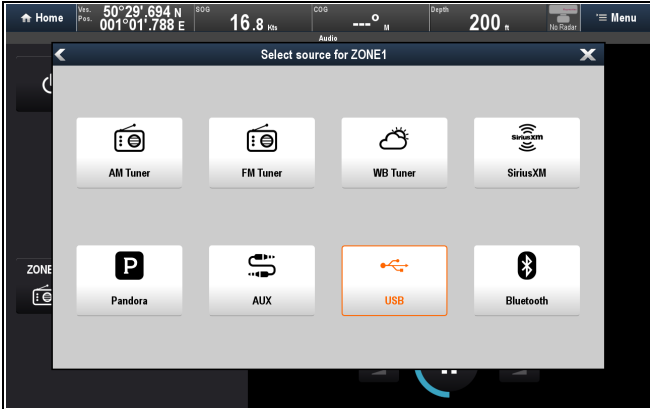 Home
Ves. Pos.
50°29'.694 N
001°01'.788 E
SOG
16.8 Kts
COG
---° M
Depth
200 ft
No Radar
Menu
Audio
Select source for ZONE1
AM Tuner
FM Tuner
WB Tuner
SiriusXM
SiriusXM
ZONE
Pandora
AUX
USB
Bluetooth